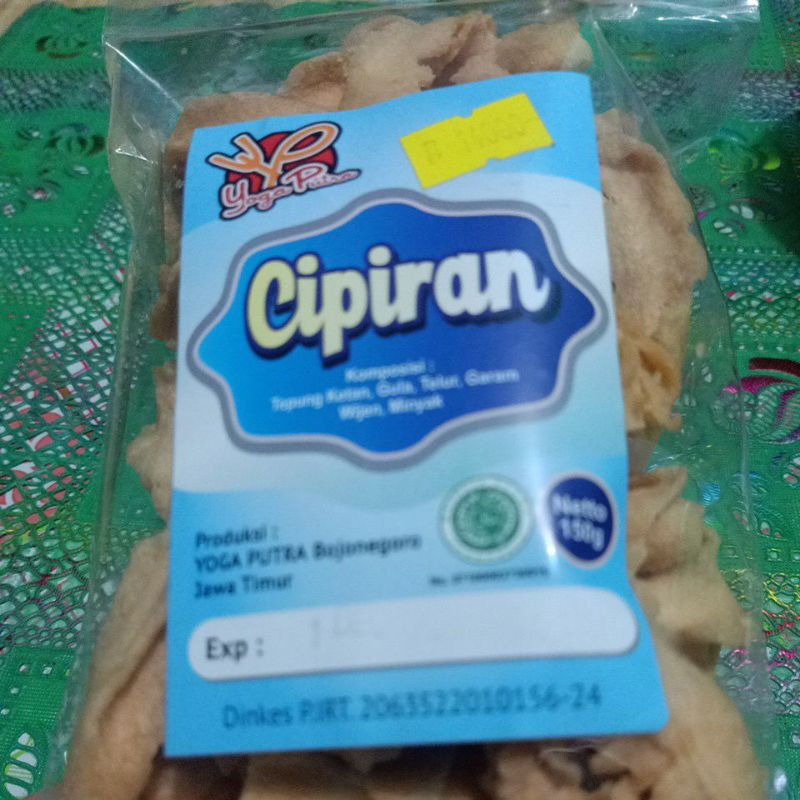 Yoga Putra
Cipiran
Komposisi :
Tepung Ketan, Gula, Telur, Garam
Wijen, Minyak
Netto
150g
Produksi :
YOGA PUTRA Bojonegoro
Jawa Timur
Exp :
Dinkes P.IRT. 2063522010156-24